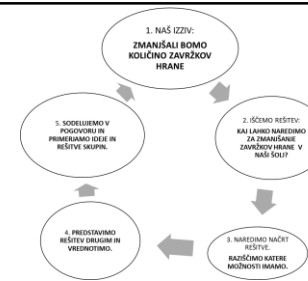 1. NAŠ IZZIV:
ZMANJŠALI BOMO
KOLIČINO ZAVRŽKOV
HRANE
2. IŠČEMO REŠITEV:
KAJ LAHKO NAREDIMO
ZA ZMANIŠANJE
ZAVRŽKOV HRANE V
NAŠI ŠOLI?
3. NAREDIMO NAČRT
REŠITVE.
RAZIŠČIMO KATERE
MOŽNOSTI IMAMO.
4. PREDSTAVIMO
REŠITEV DRUGIM IN
VREDNOTIMO.
5. SODELUJEMO V
POGOVORU IN
PRIMERJAMO IDEJE IN
REŠITVE SKUPIN.